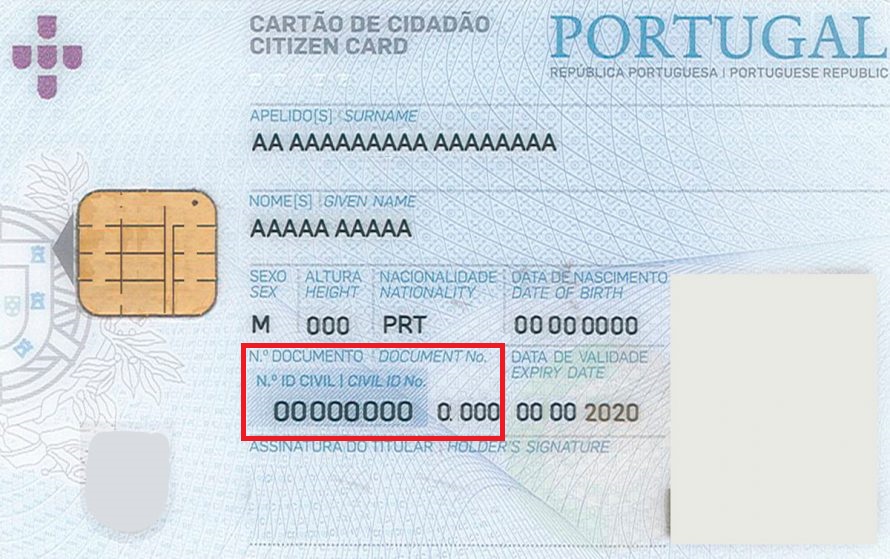 CARTÃO DE CIDADÃO
CITIZEN CARD
PORTUGAL
REPÚBLICA PORTUGUESA | PORTUGUESE REPUBLIC
APELIDO[S] | SURNAME
AA AAAAAAAAA AAAAAAAA
NOME[S] | GIVEN NAME
AAAAA AAAAA
SEXO ALTURA NACIONALIDADE DATA DE NASCIMENTO
SEX HEIGHT NATIONALITY DATE OF BIRTH
M 000 PRT 00 00 0000
N.º DOCUMENTO | DOCUMENT No. DATA DE VALIDADE
N.º ID CIVIL | CIVIL ID No. EXPIRY DATE
00000000 0 000 00 00 2020
ASSINATURA DO TITULAR | HOLDER'S SIGNATURE